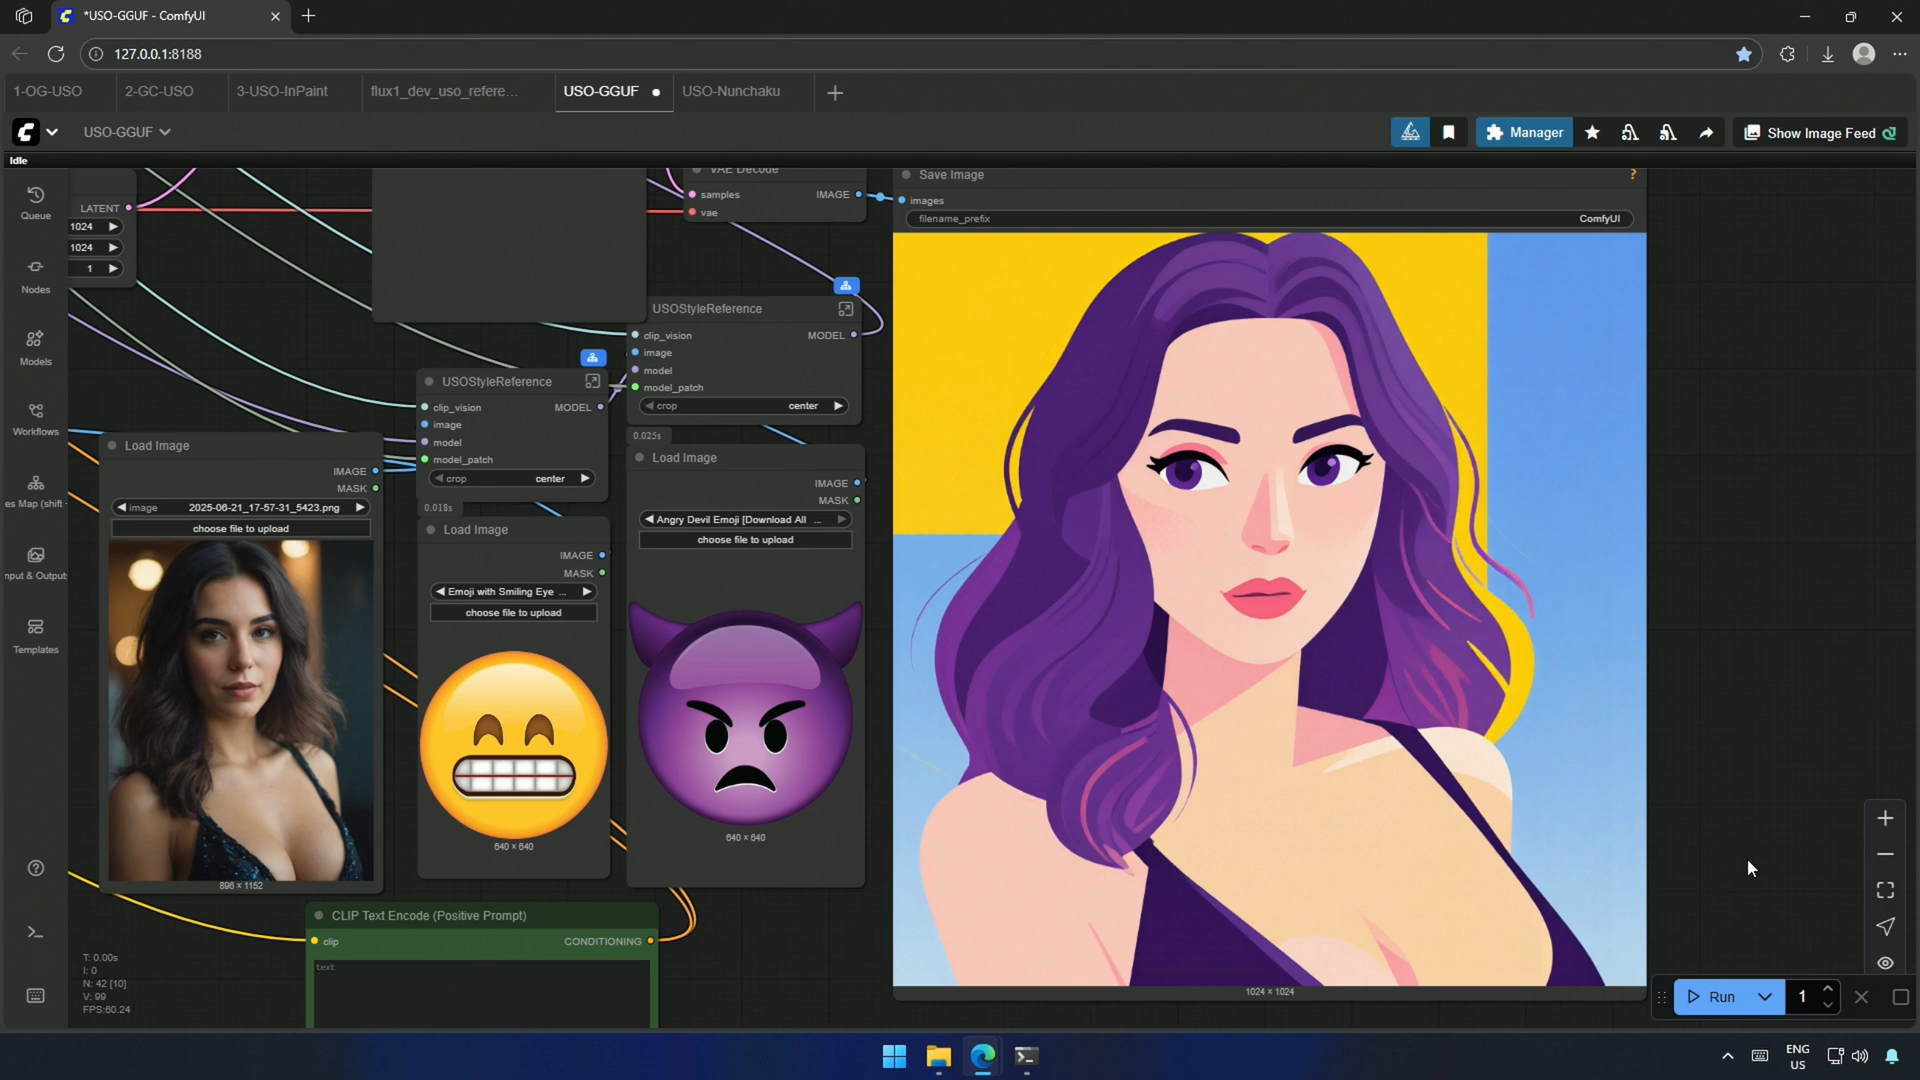 *USO-GGUF - ComfyUI
127.0.0.1:8188
1-OG-USO
2-GC-USO
3-USO-InPaint
flux1_dev_uso_refere...
USO-GGUF
USO-Nunchaku
USO-GGUF
Manager
Show Image Feed
Idle
Queue
Nodes
Models
Workflows
es Map (shift
nput & Output
Templates
LATENT
1024
1024
1
VAE Decode
samples
IMAGE
vae
Save Image
?
images
filename_prefix
ComfyUI
USOStyleReference
clip_vision
MODEL
image
model
model_patch
crop
center
0.025s
USOStyleReference
clip_vision
MODEL
image
model
model_patch
crop
center
0.018s
Load Image
IMAGE
MASK
image
2025-06-21_17-57-31_5423.png
choose file to upload
896 × 1152
Load Image
IMAGE
MASK
Emoji with Smiling Eye ...
choose file to upload
640 × 640
Load Image
IMAGE
MASK
Angry Devil Emoji [Download All ...
choose file to upload
640 × 640
1024 × 1024
CLIP Text Encode (Positive Prompt)
clip
CONDITIONING
text
T: 0.00s
I: 0
N: 42 [10]
V: 99
FPS:60.24
Run
1
ENG
US